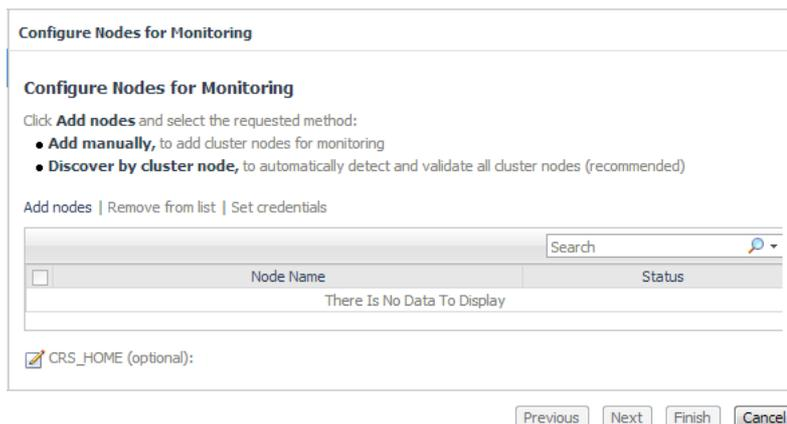 Configure Nodes for Monitoring
Configure Nodes for Monitoring
Click Add nodes and select the requested method:
• Add manually, to add cluster nodes for monitoring
• Discover by cluster node, to automatically detect and validate all cluster nodes (recommended)
Add nodes | Remove from list | Set credentials
Search
Node Name Status
There Is No Data To Display
CRS_HOME (optional):
Previous Next Finish Cancel